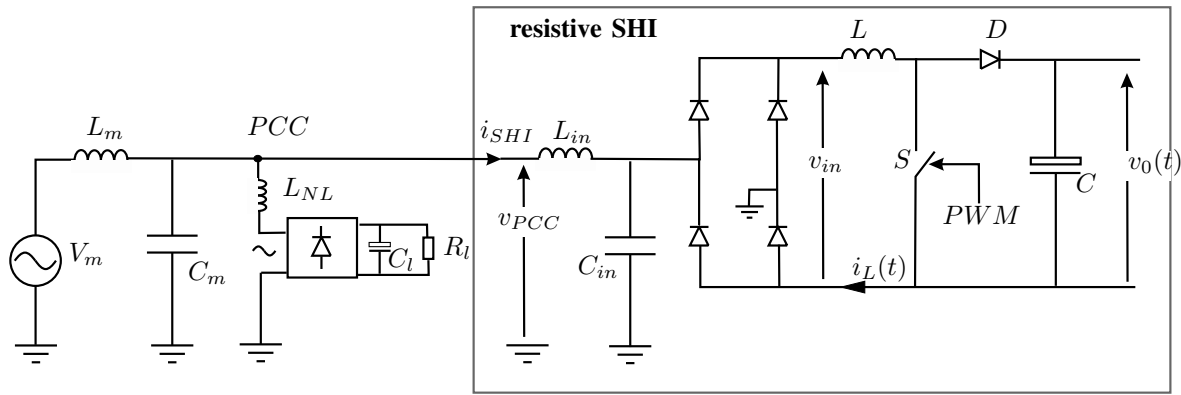 resistive SHI
L
D
L_m
PCC
i_SHI
L_in
v_in
S
v_0(t)
C
L_NL
v_PCC
PWM
V_m
C_m
C_l
R_l
C_in
i_L(t)